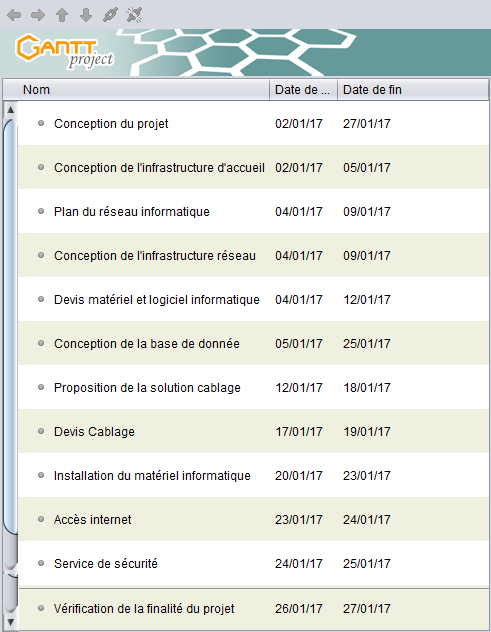 GANTT
project
Nom Date de ... Date de fin
Conception du projet 02/01/17 27/01/17
Conception de l'infrastructure d'accueil 02/01/17 05/01/17
Plan du réseau informatique 04/01/17 09/01/17
Conception de l'infrastructure réseau 04/01/17 09/01/17
Devis matériel et logiciel informatique 04/01/17 12/01/17
Conception de la base de donnée 05/01/17 25/01/17
Proposition de la solution cablage 12/01/17 18/01/17
Devis Cablage 17/01/17 19/01/17
Installation du matériel informatique 20/01/17 23/01/17
Accès internet 23/01/17 24/01/17
Service de sécurité 24/01/17 25/01/17
Vérification de la finalité du projet 26/01/17 27/01/17